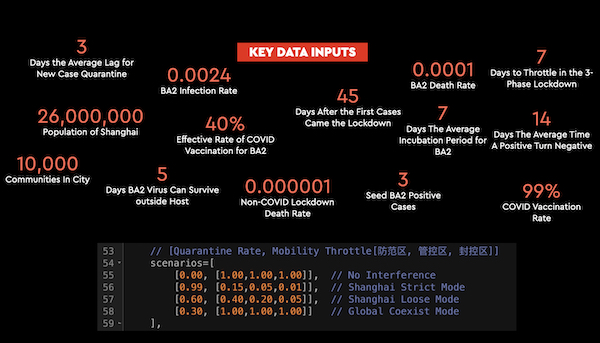 KEY DATA INPUTS
3
Days the Average Lag for
New Case Quarantine
0.0024
BA2 Infection Rate
0.0001
BA2 Death Rate
7
Days to Throttle in the 3-
Phase Lockdown
26,000,000
Population of Shanghai
40%
Effective Rate of COVID
Vaccination for BA2
45
Days After the First Cases
Came the Lockdown
7
Days The Average
Incubation Period for
BA2
14
Days The Average Time
A Positive Turn Negative
10,000
Communities In City
5
Days BA2 Virus Can Survive
outside Host
0.000001
Non-COVID Lockdown
Death Rate
3
Seed BA2 Positive
Cases
99%
COVID Vaccination
Rate
53 // [Quarantine Rate, Mobility Throttle[防范区, 管控区, 封控区]]
54 scenarios=[
55 [0.00, [1.00,1.00,1.00]], // No Interference
56 [0.99, [0.15,0.05,0.01]], // Shanghai Strict Mode
57 [0.60, [0.40,0.20,0.05]], // Shanghai Loose Mode
58 [0.30, [1.00,1.00,1.00]] // Global Coexist Mode
59 ],